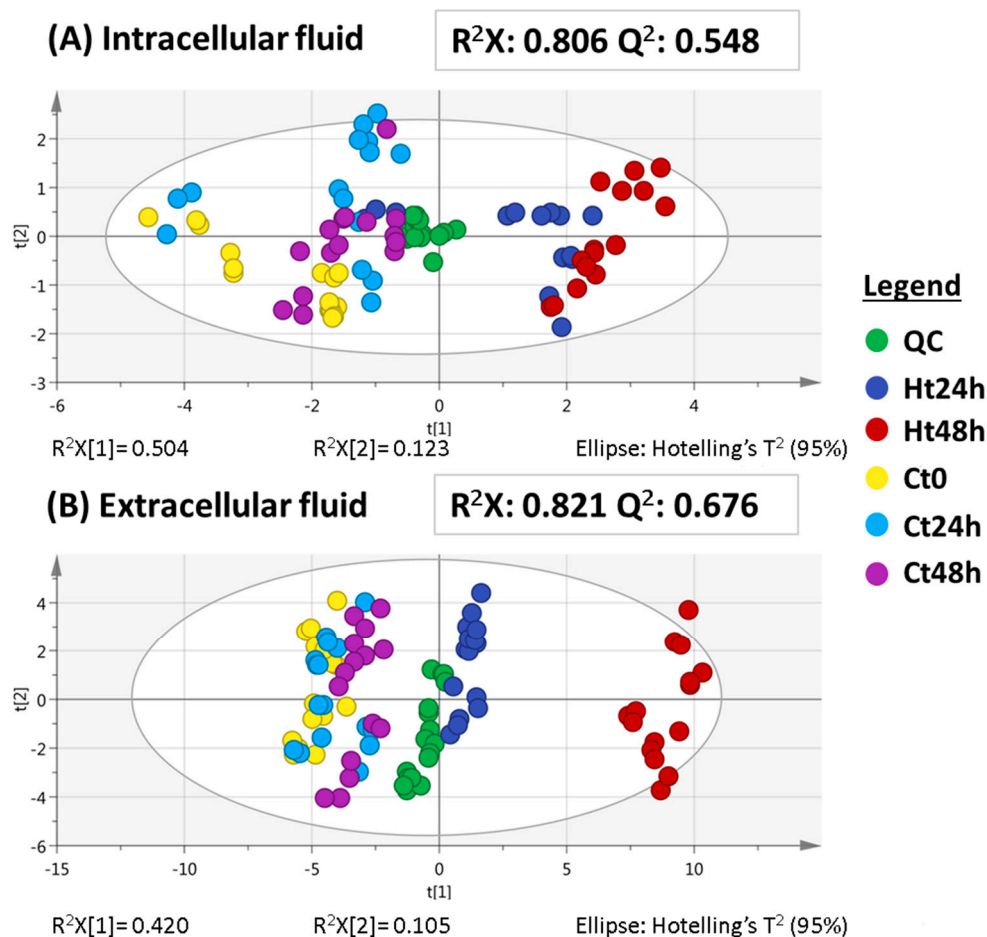 (A) Intracellular fluid
R²X: 0.806 Q²: 0.548
t[2]
2
1
0
-1
-2
-3
-6 -4 -2 0 2 4
t[1]
R²X[1]= 0.504 R²X[2]= 0.123 Ellipse: Hotelling’s T² (95%)
Legend
QC
Ht24h
Ht48h
Ct0
Ct24h
Ct48h
(B) Extracellular fluid
R²X: 0.821 Q²: 0.676
t[2]
4
2
0
-2
-4
-6
-15 -10 -5 0 5 10
t[1]
R²X[1]= 0.420 R²X[2]= 0.105 Ellipse: Hotelling’s T² (95%)